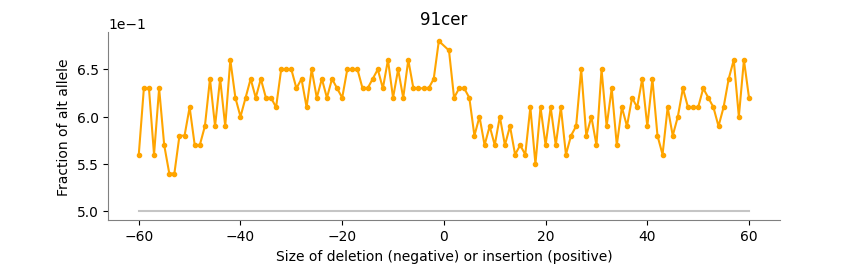 91cer
1e−1
Fraction of alt allele
6.5
6.0
5.5
5.0
−60 −40 −20 0 20 40 60
Size of deletion (negative) or insertion (positive)